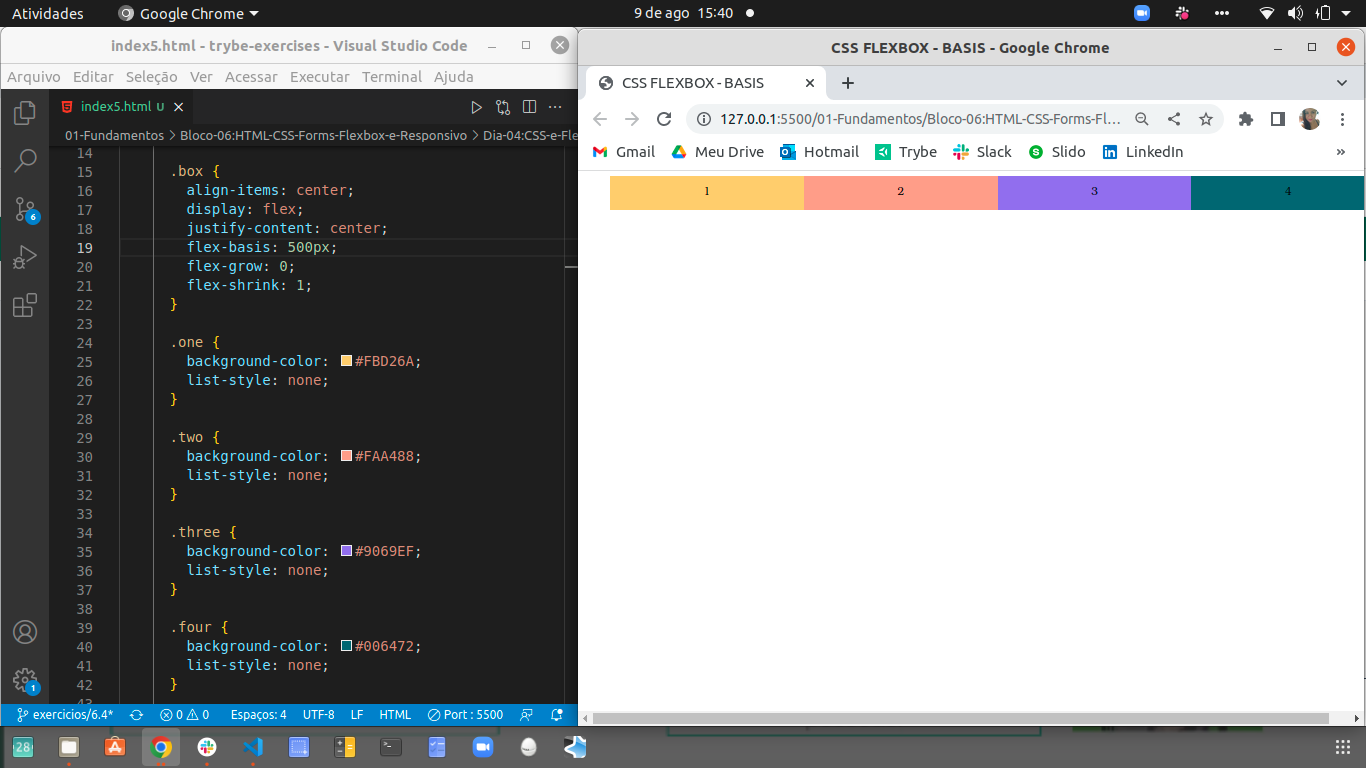 Atividades Google Chrome 9 de ago 15:40
index5.html - trybe-exercises - Visual Studio Code
Arquivo Editar Seleção Ver Acessar Executar Terminal Ajuda
index5.html U
01-Fundamentos > Bloco-06:HTML-CSS-Forms-Flexbox-e-Responsivo > Dia-04:CSS-e-Fle
14
15 .box {
16 align-items: center;
17 display: flex;
18 justify-content: center;
19 flex-basis: 500px;
20 flex-grow: 0;
21 flex-shrink: 1;
22 }
23
24 .one {
25 background-color: #FBD26A;
26 list-style: none;
27 }
28
29 .two {
30 background-color: #FAA488;
31 list-style: none;
32 }
33
34 .three {
35 background-color: #9069EF;
36 list-style: none;
37 }
38
39 .four {
40 background-color: #006472;
41 list-style: none;
42 }
43
6
1
exercicios/6.4* 0 0 Espaços: 4 UTF-8 LF HTML Port : 5500
CSS FLEXBOX - BASIS - Google Chrome
CSS FLEXBOX - BASIS
127.0.0.1:5500/01-Fundamentos/Bloco-06:HTML-CSS-Forms-Fl...
Gmail Meu Drive Hotmail Trybe Slack Slido LinkedIn »
1 2 3 4
28